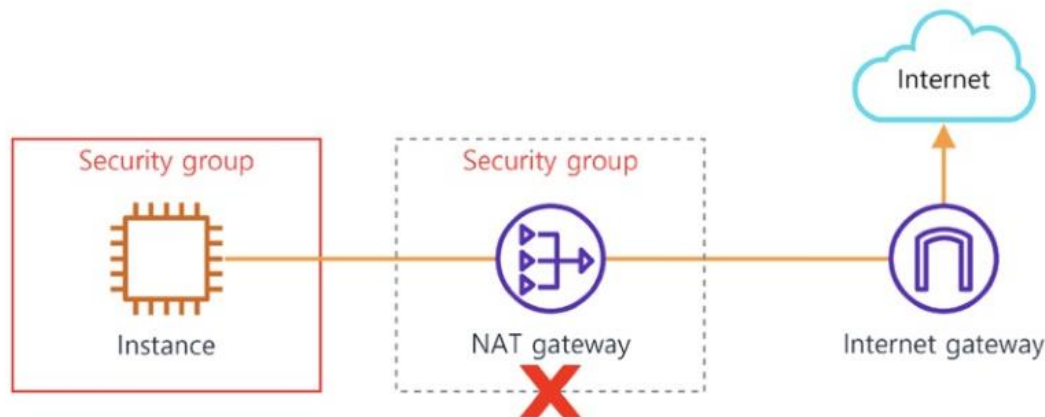 Internet
Security group
Security group
Instance
NAT gateway
Internet gateway